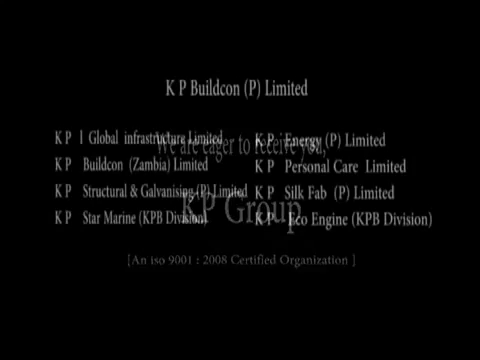 K P Buildcon (P) Limited
We are eager to receive you,
K P I Global infrastructure Limited
K P Energy (P) Limited
K P Buildcon (Zambia) Limited
K P Personal Care Limited
K P Structural & Galvanising (P) Limited
K P Silk Fab (P) Limited
KP Group
K P Star Marine (KPB Division)
K P Eco Engine (KPB Division)
[An iso 9001 : 2008 Certified Organization ]